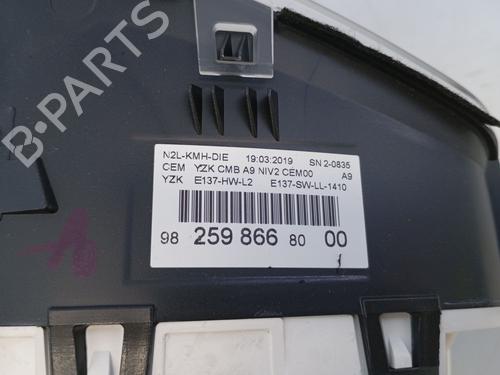 N2L-KMH-DIE 19:03:2019 SN 2-0835
CEM YZK CMB A9 NIV2 CEM00 A9
YZK E137-HW-L2 E137-SW-LL-1410
98 259 866 80 00
B-PARTS